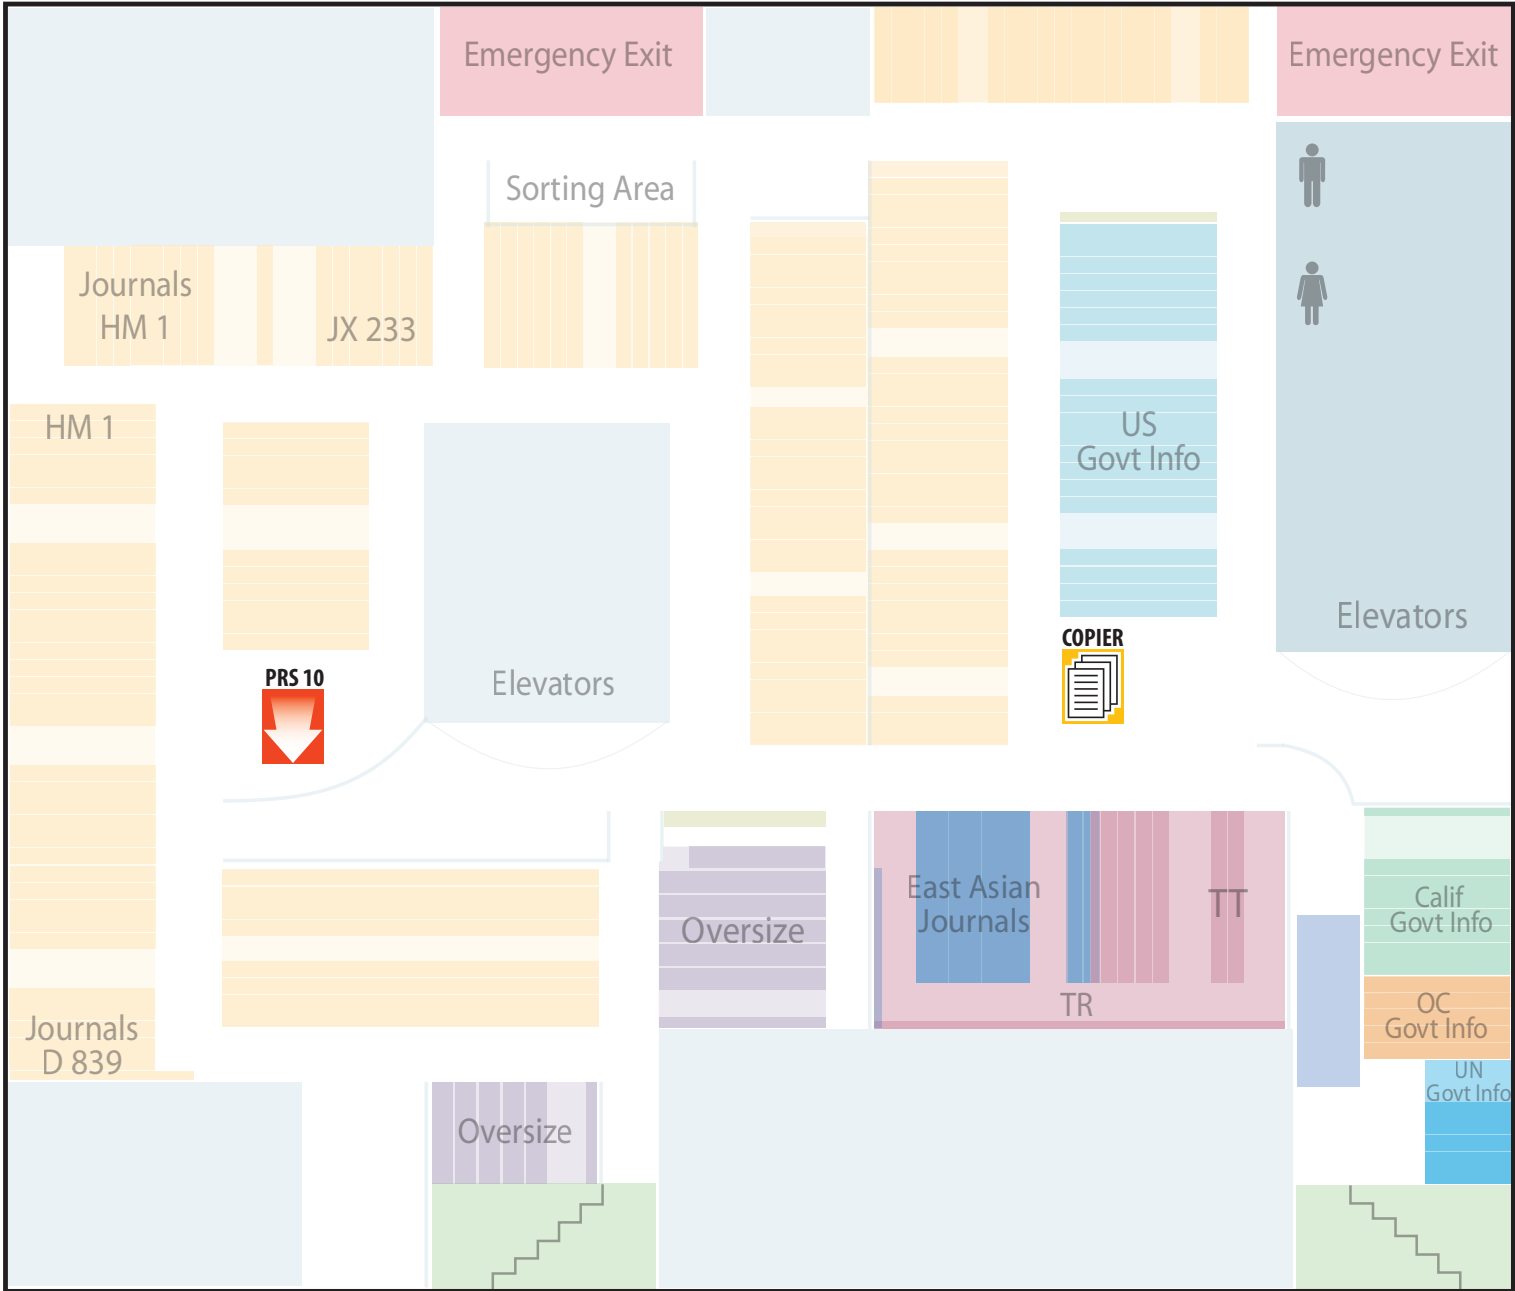 Emergency Exit
Emergency Exit
Sorting Area
Journals
HM 1
JX 233
HM 1
US
Govt Info
Elevators
COPIER
PRS 10
Elevators
East Asian
Journals
TT
Calif
Govt Info
Oversize
TR
OC
Govt Info
Journals
D 839
UN
Govt Info
Oversize